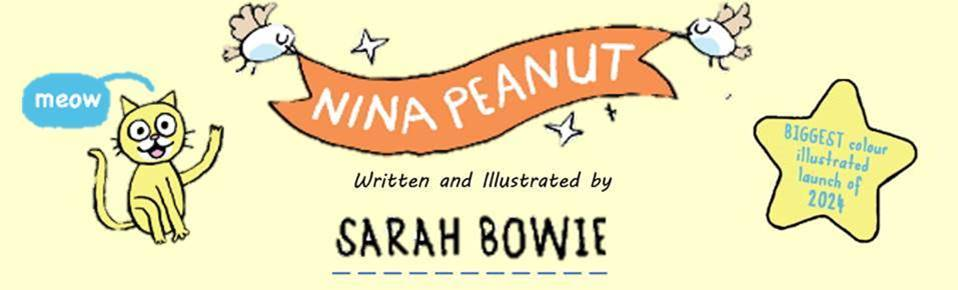 meow
NINA PEANUT
Written and Illustrated by
SARAH BOWIE
BIGGEST colour
illustrated
launch of
2024